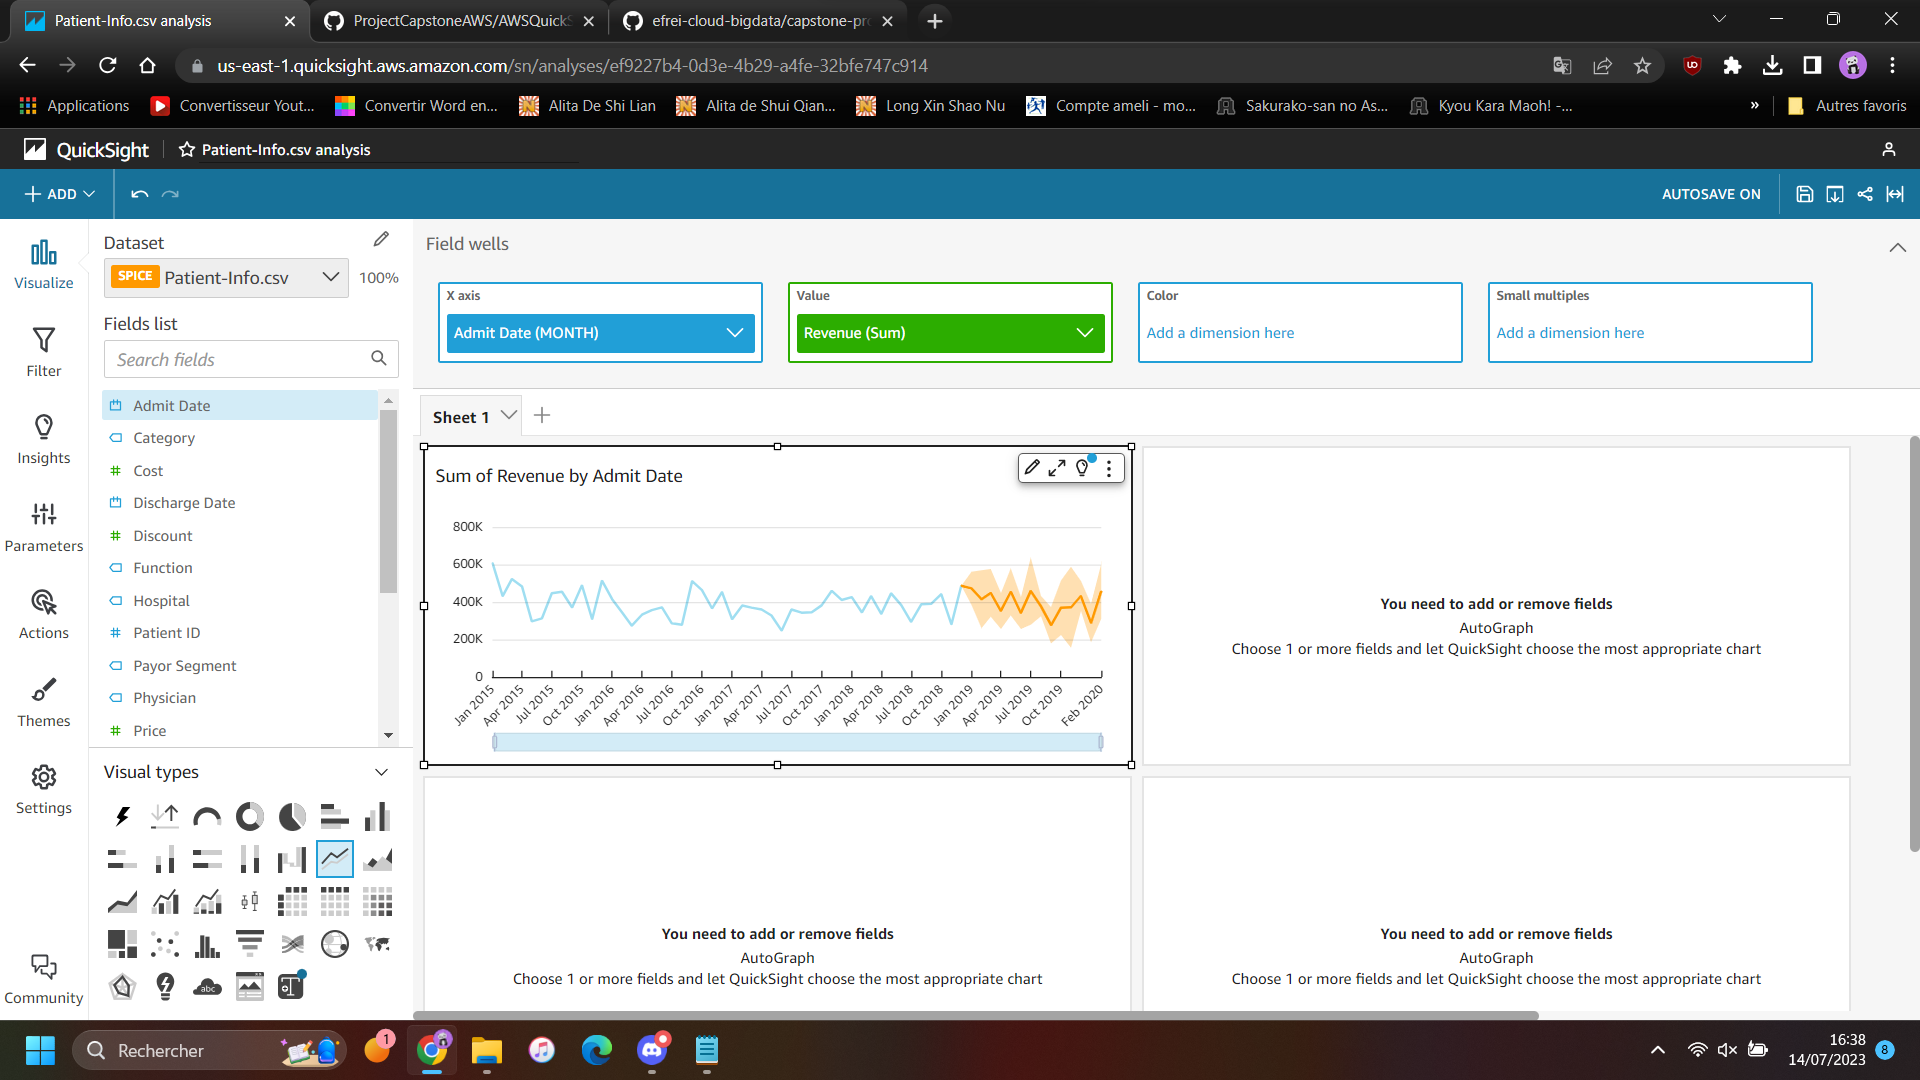 Patient-Info.csv analysis
ProjectCapstoneAWS/AWSQuickS
efrei-cloud-bigdata/capstone-pro
us-east-1.quicksight.aws.amazon.com/sn/analyses/ef9227b4-0d3e-4b29-a4fe-32bfe747c914
Applications
Convertisseur Yout...
Convertir Word en...
Alita De Shi Lian
Alita de Shui Qian...
Long Xin Shao Nu
Compte ameli - mo...
Sakurako-san no As...
Kyou Kara Maoh! -...
»
Autres favoris
QuickSight
Patient-Info.csv analysis
ADD
AUTOSAVE ON
Visualize
Filter
Insights
Parameters
Actions
Themes
Settings
Community
Dataset
SPICE Patient-Info.csv
100%
Fields list
Search fields
Admit Date
Category
# Cost
Discharge Date
# Discount
Function
Hospital
# Patient ID
Payor Segment
Physician
# Price
Visual types
abc
Field wells
X axis
Admit Date (MONTH)
Value
Revenue (Sum)
Color
Add a dimension here
Small multiples
Add a dimension here
Sheet 1
Sum of Revenue by Admit Date
800K
600K
400K
200K
0
Jan 2015
Apr 2015
Jul 2015
Oct 2015
Jan 2016
Apr 2016
Jul 2016
Oct 2016
Jan 2017
Apr 2017
Jul 2017
Oct 2017
Jan 2018
Apr 2018
Jul 2018
Oct 2018
Jan 2019
Apr 2019
Jul 2019
Oct 2019
Feb 2020
You need to add or remove fields
AutoGraph
Choose 1 or more fields and let QuickSight choose the most appropriate chart
You need to add or remove fields
AutoGraph
Choose 1 or more fields and let QuickSight choose the most appropriate chart
You need to add or remove fields
AutoGraph
Choose 1 or more fields and let QuickSight choose the most appropriate chart
Rechercher
1
16:38
14/07/2023
8